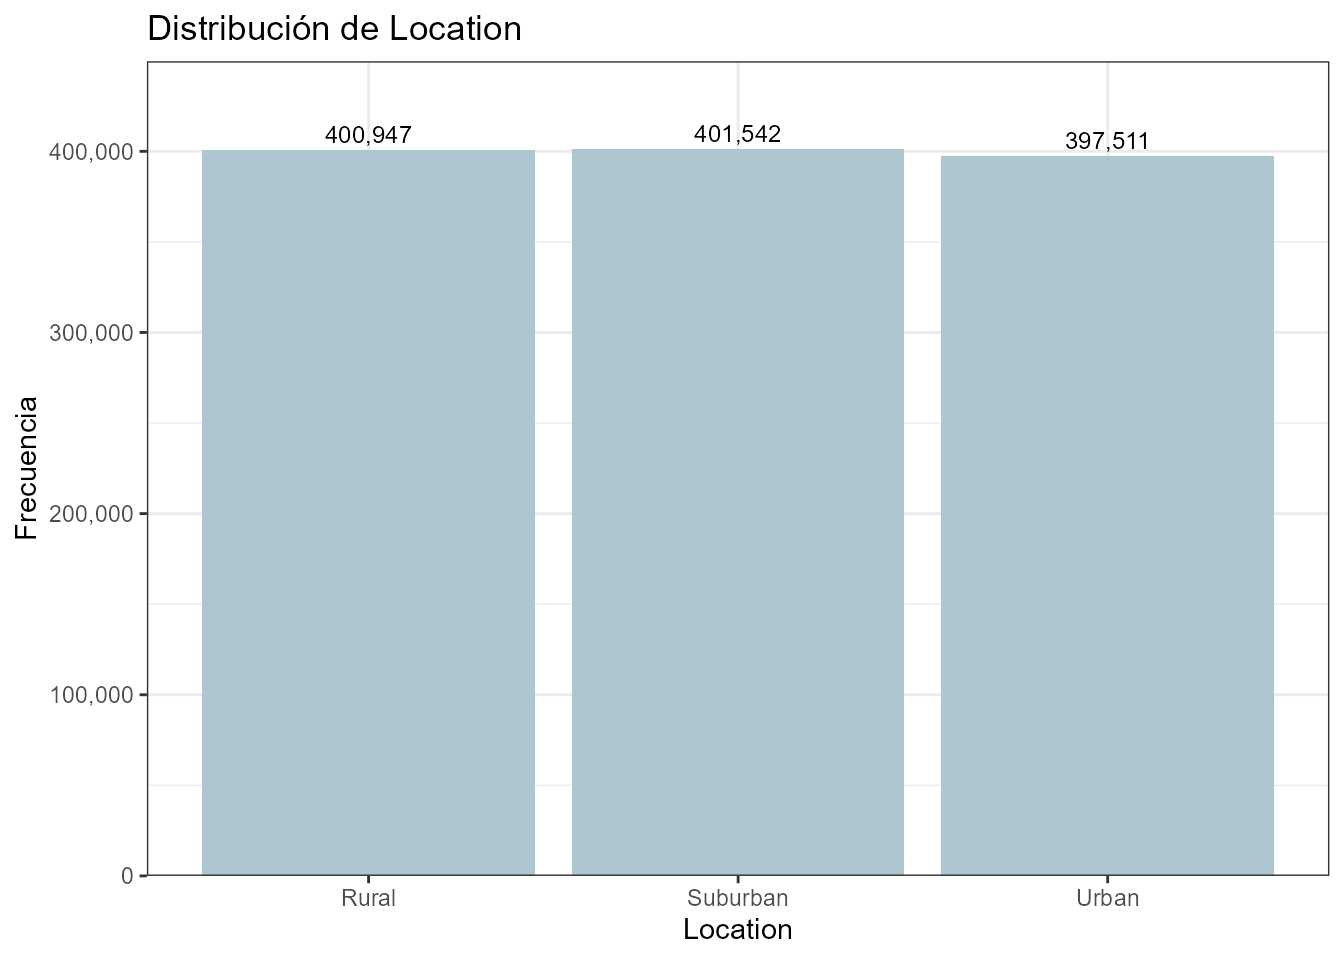 Distribución de Location
400,947
401,542
397,511
400,000
300,000
200,000
100,000
0
Frecuencia
Rural
Suburban
Urban
Location